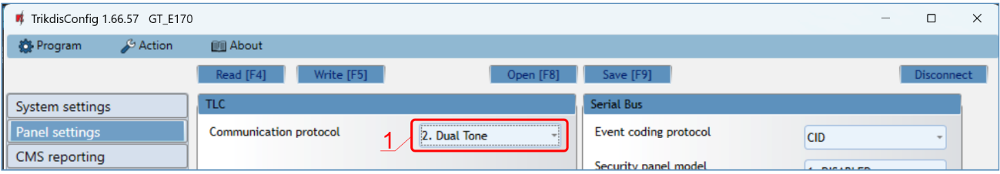 TrikdisConfig 1.66.57 GT_E170
Program Action About
Read [F4] Write [F5] Open [F8] Save [F9] Disconnect
System settings
Panel settings
CMS reporting
TLC
Communication protocol 2. Dual Tone
1
Serial Bus
Event coding protocol CID
Security panel model 1. DISABLED